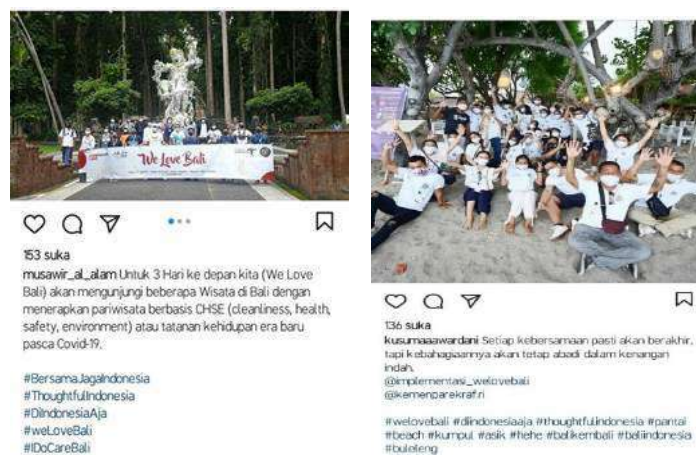 We Love Bali
153 suka
musawir_al_alam Untuk 3 Hari ke depan kita (We Love
Bali) akan mengunjungi beberapa Wisata di Bali dengan
menerapkan pariwisata berbasis CHSE (cleanliness, health,
safety, environment) atau tatanan kehidupan era baru
pasca Covid-19.
#BersamaJagaIndonesia
#ThoughtfulIndonesia
#DiIndonesiaAja
#weLoveBali
#IDoCareBali
136 suka
kusumaaawardani Setiap kebersamaan pasti akan berakhir,
tapi kebahagiaannya akan tetap abadi dalam kenangan
indah.
@implementasi_welovebali
@kemenparekraf.ri
#welovebali #diindonesiaaja #thoughtfulindonesia #pantai
#beach #kumpul #asik #hehe #balikembali #baliindonesia
#buleleng